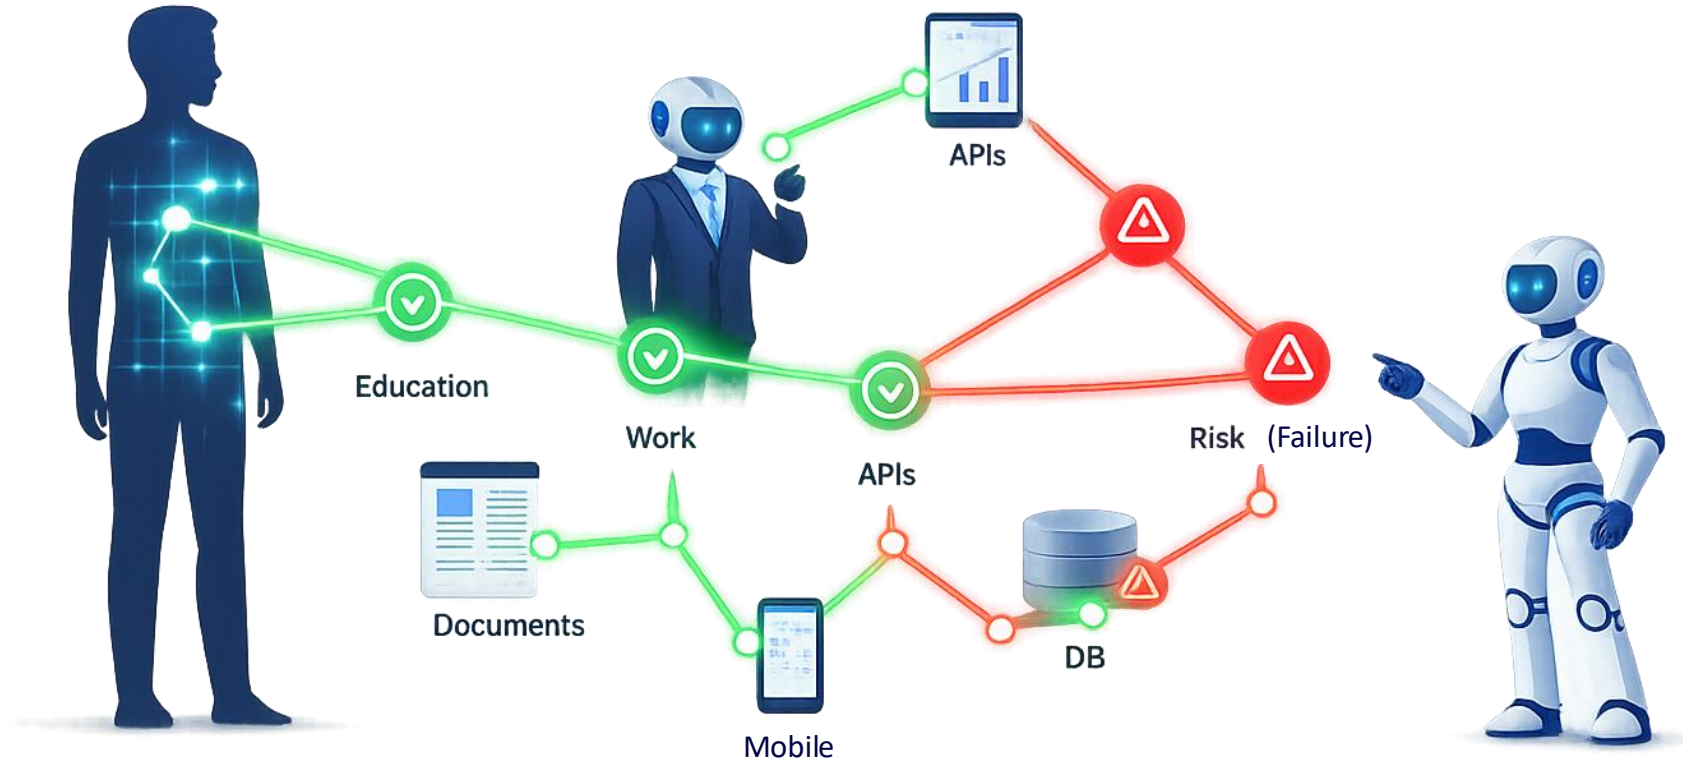 APIs
Education
Work
Risk (Failure)
APIs
Documents
DB
Mobile